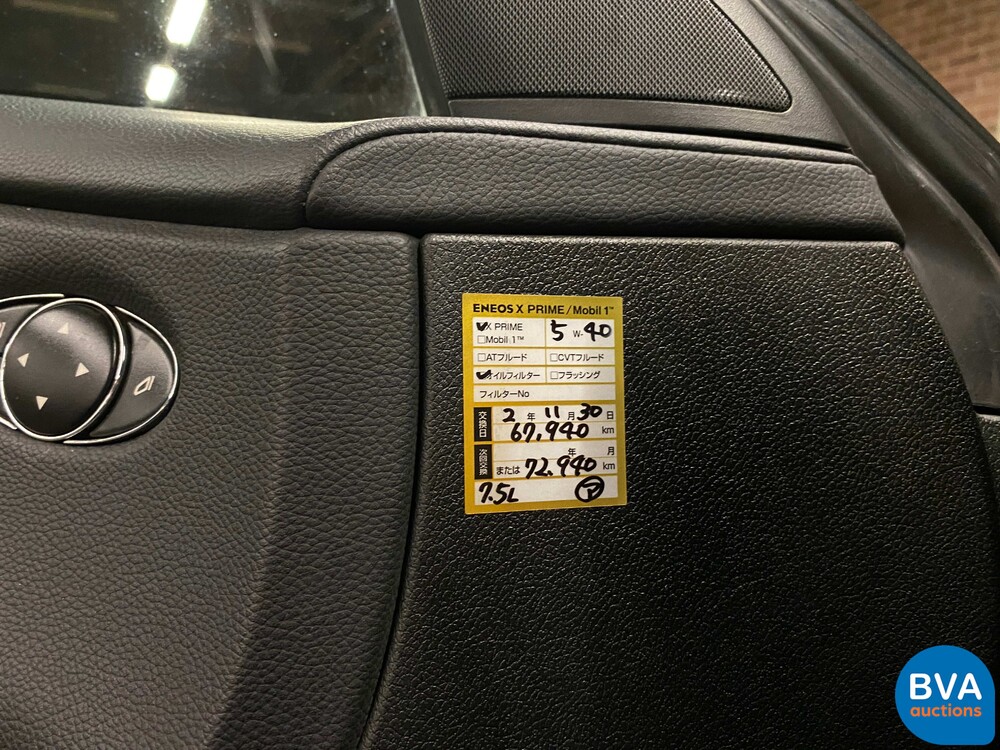 ENEOS X PRIME / Mobil 1™
☑X PRIME 5 W- 40
□Mobil 1™
□ATフルード □CVTフルード
☑オイルフィルター □フラッシング
フィルターNo
交換日 2 年 11 月 30 日
67,940 km
次回交換 年 月
または 72,940 km
7.5L Ⓟ
BVA
auctions